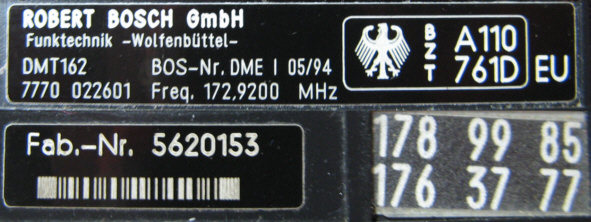 ROBERT BOSCH GmbH
Funktechnik -Wolfenbüttel-
DMT162 BOS-Nr. DME I 05/94
7770 022601 Freq. 172,9200 MHz
BZT A110 761D EU
Fab.-Nr. 5620153
178 99 85
176 37 77